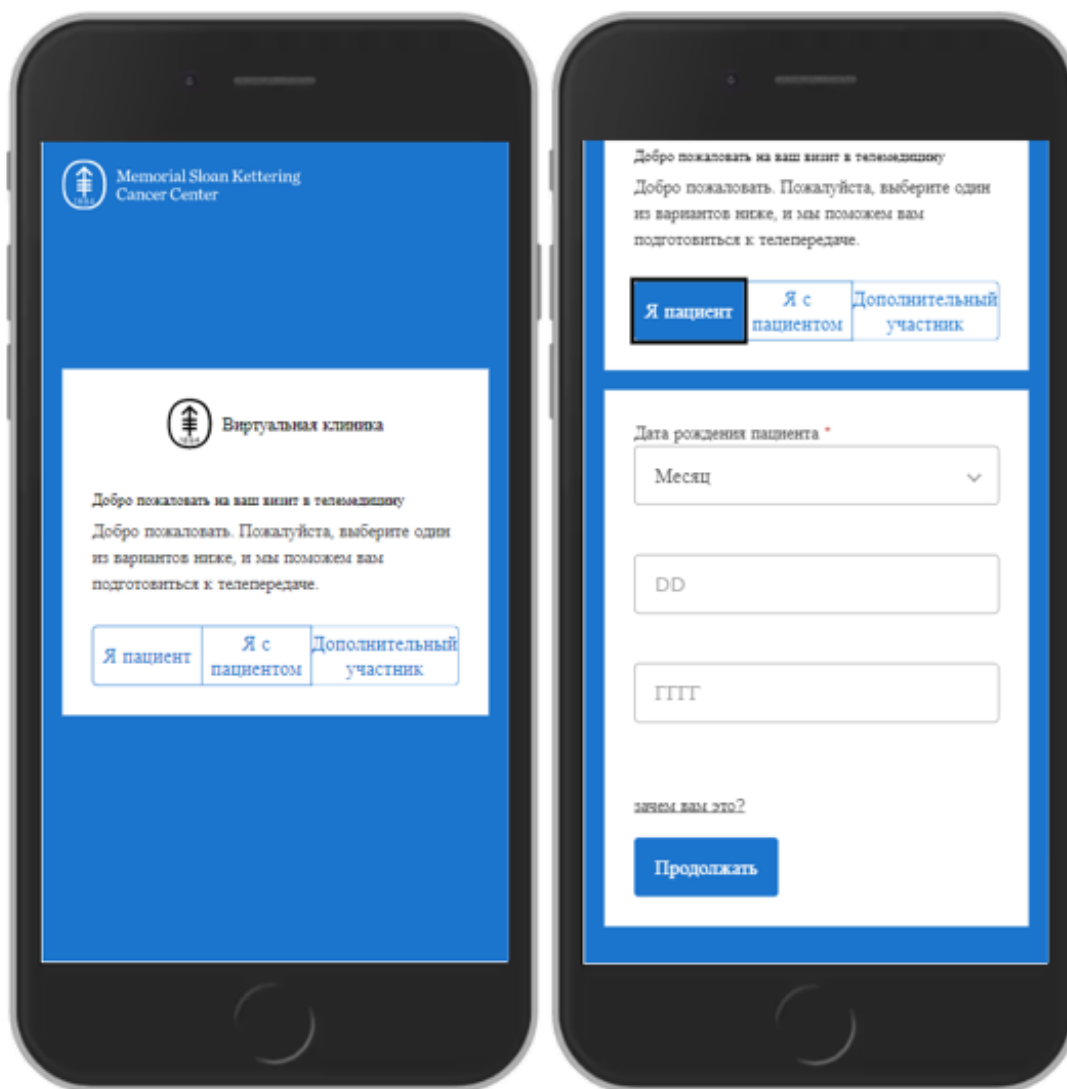 Memorial Sloan Kettering
Cancer Center
1884
Виртуальная клиника
Добро пожаловать на ваш визит в телемедицину
Добро пожаловать. Пожалуйста, выберите один
из вариантов ниже, и мы поможем вам
подготовиться к телепередаче.
Я пациент
Я с
пациентом
Дополнительный
участник
Добро пожаловать на ваш визит в телемедицину
Добро пожаловать. Пожалуйста, выберите один
из вариантов ниже, и мы поможем вам
подготовиться к телепередаче.
Я пациент
Я с
пациентом
Дополнительный
участник
Дата рождения пациента *
Месяц
DD
ГГГГ
зачем вам это?
Продолжать